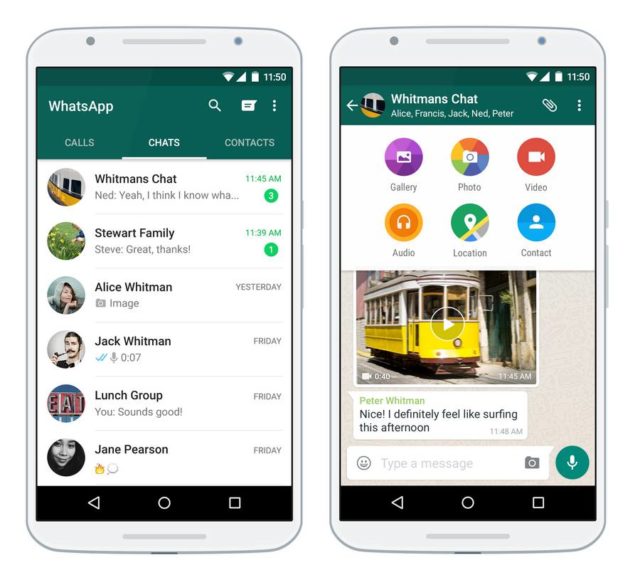 11:50
WhatsApp
CALLS
CHATS
CONTACTS
Whitmans Chat
11:45 AM
Ned: Yeah, I think I know wha...
3
Stewart Family
11:39 AM
Steve: Great, thanks!
1
Alice Whitman
YESTERDAY
Image
Jack Whitman
FRIDAY
0:07
Lunch Group
FRIDAY
You: Sounds good!
EAT
Jane Pearson
FRIDAY
11:50
Whitmans Chat
Alice, Francis, Jack, Ned, Peter
Gallery
Photo
Video
Audio
Location
Contact
0:40
11:45 AM
Peter Whitman
Nice! I definitely feel like surfing
this afternoon
11:48 AM
Type a message